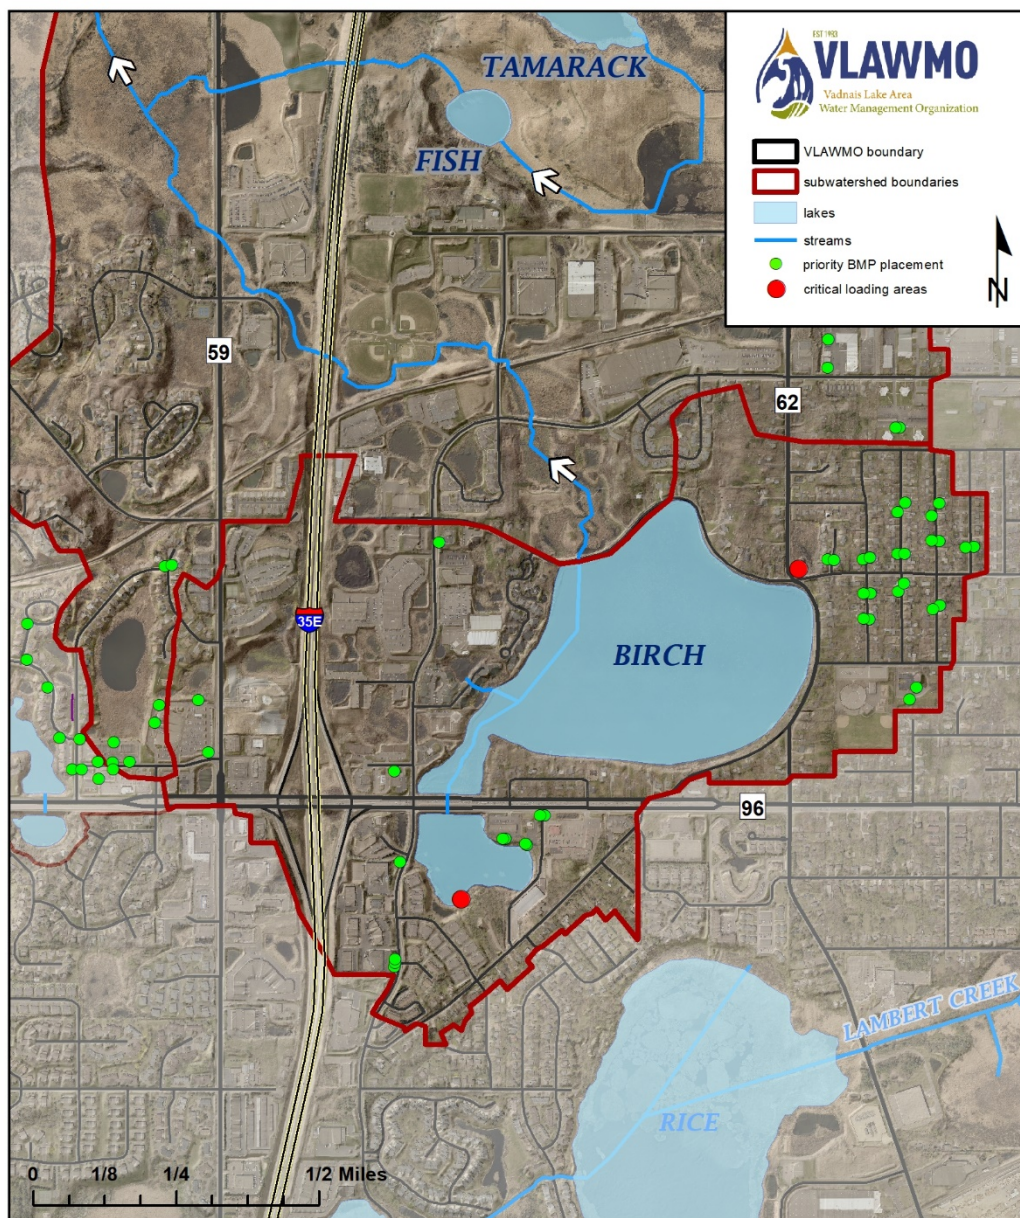 EST 1983
VLAWMO
Vadnais Lake Area
Water Management Organization
VLAWMO boundary
subwatershed boundaries
lakes
streams
priority BMP placement
critical loading areas
N
TAMARACK
FISH
59
62
35E
BIRCH
96
LAMBERT CREEK
RICE
0 1/8 1/4 1/2 Miles